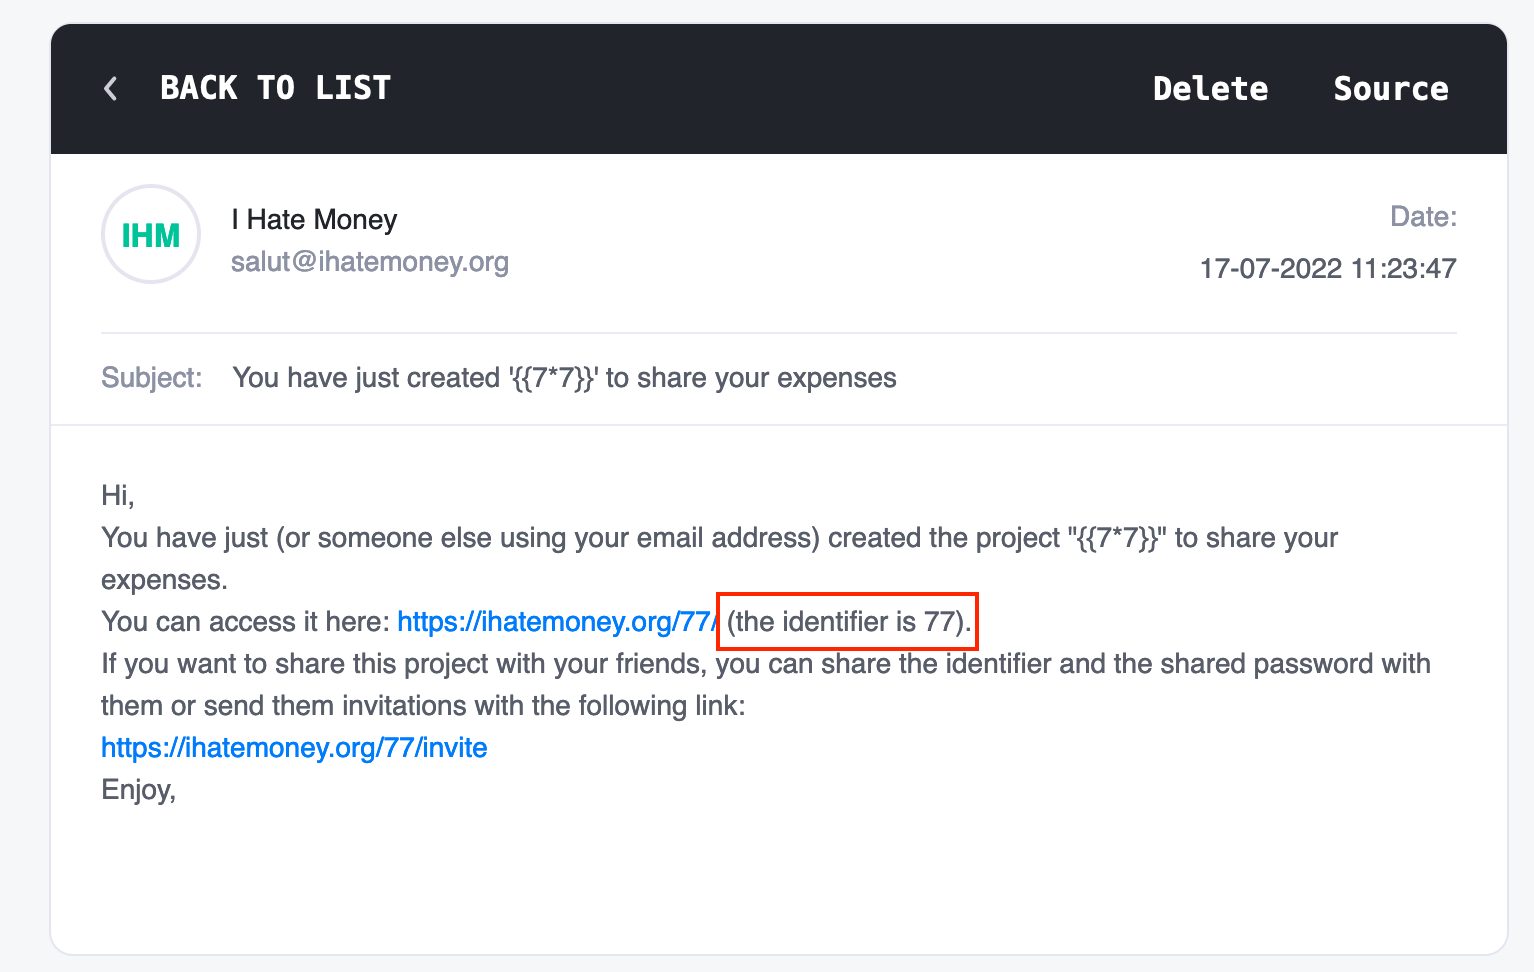 BACK TO LIST Delete Source
IHM
I Hate Money
salut@ihatemoney.org
Date:
17-07-2022 11:23:47
Subject: You have just created '{{7*7}}' to share your expenses
Hi,
You have just (or someone else using your email address) created the project "{{7*7}}" to share your
expenses.
You can access it here: https://ihatemoney.org/77/ (the identifier is 77).
If you want to share this project with your friends, you can share the identifier and the shared password with
them or send them invitations with the following link:
https://ihatemoney.org/77/invite
Enjoy,